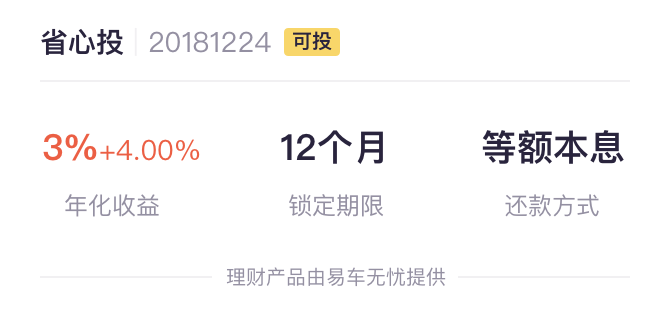 省心投 20181224 可投
3%+4.00% 12个月 等额本息
年化收益 锁定期限 还款方式
理财产品由易车无忧提供